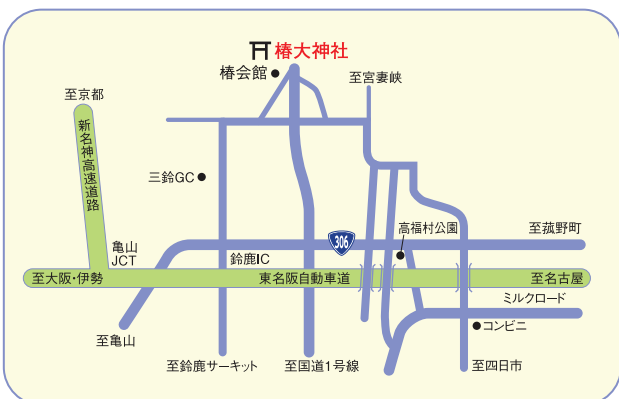 椿大神社
椿会館
至宮妻峡
至京都
新名神高速道路
三鈴GC
高福村公園
至菰野町
306
亀山
JCT
鈴鹿IC
至大阪・伊勢
東名阪自動車道
至名古屋
ミルクロード
コンビニ
至亀山
至鈴鹿サーキット
至国道1号線
至四日市